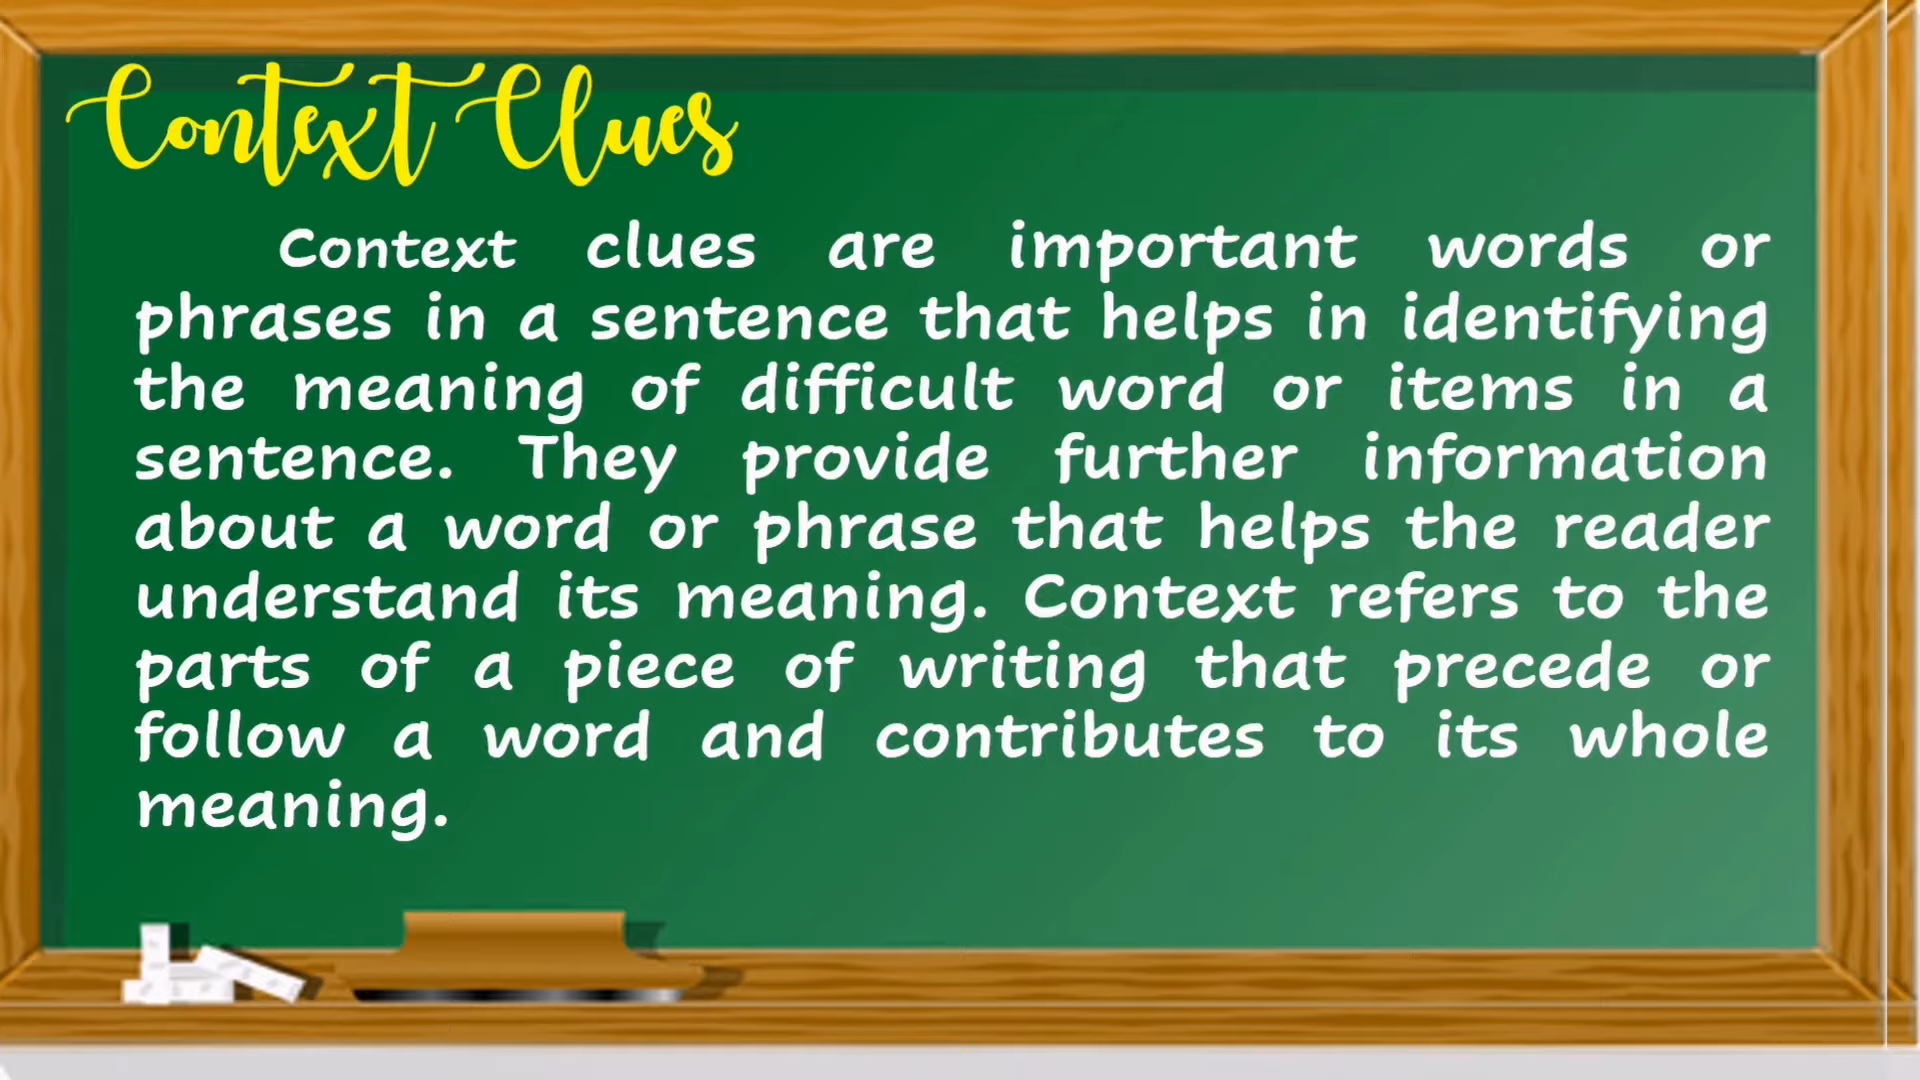 Context Clues
Context clues are important words or
phrases in a sentence that helps in identifying
the meaning of difficult word or items in a
sentence. They provide further information
about a word or phrase that helps the reader
understand its meaning. Context refers to the
parts of a piece of writing that precede or
follow a word and contributes to its whole
meaning.